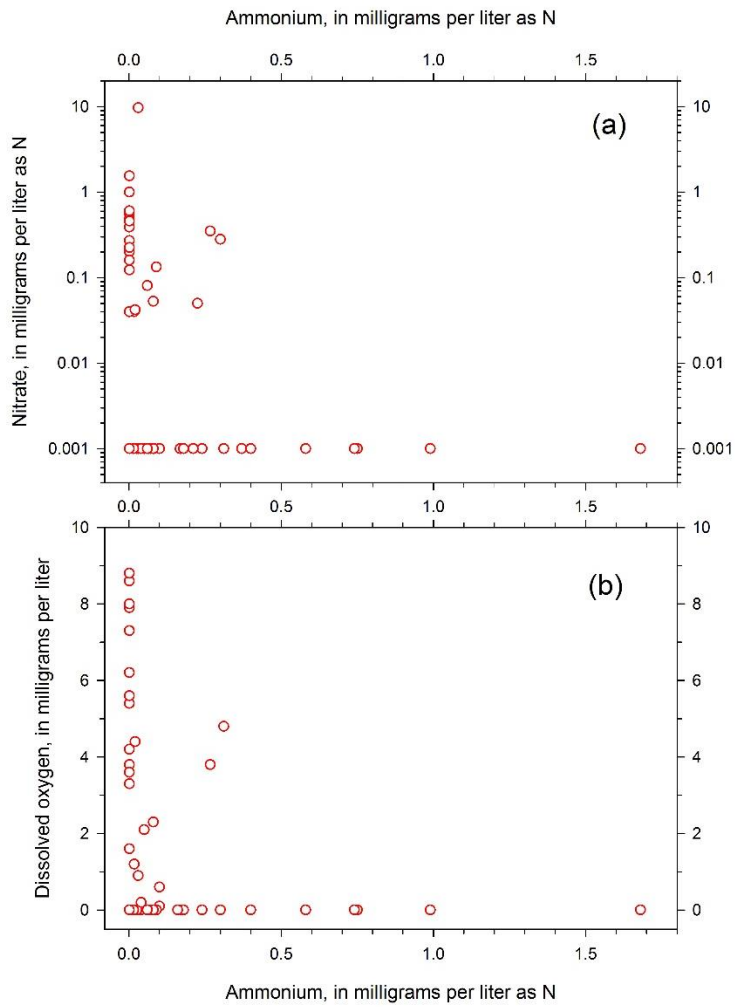 Ammonium, in milligrams per liter as N
0.0 0.5 1.0 1.5
10 10
(a)
1 1
0.1 0.1
0.01 0.01
0.001 0.001
Nitrate, in milligrams per liter as N
0.0 0.5 1.0 1.5
10 10
(b)
8 8
6 6
4 4
2 2
0 0
Dissolved oxygen, in milligrams per liter
0.0 0.5 1.0 1.5
Ammonium, in milligrams per liter as N